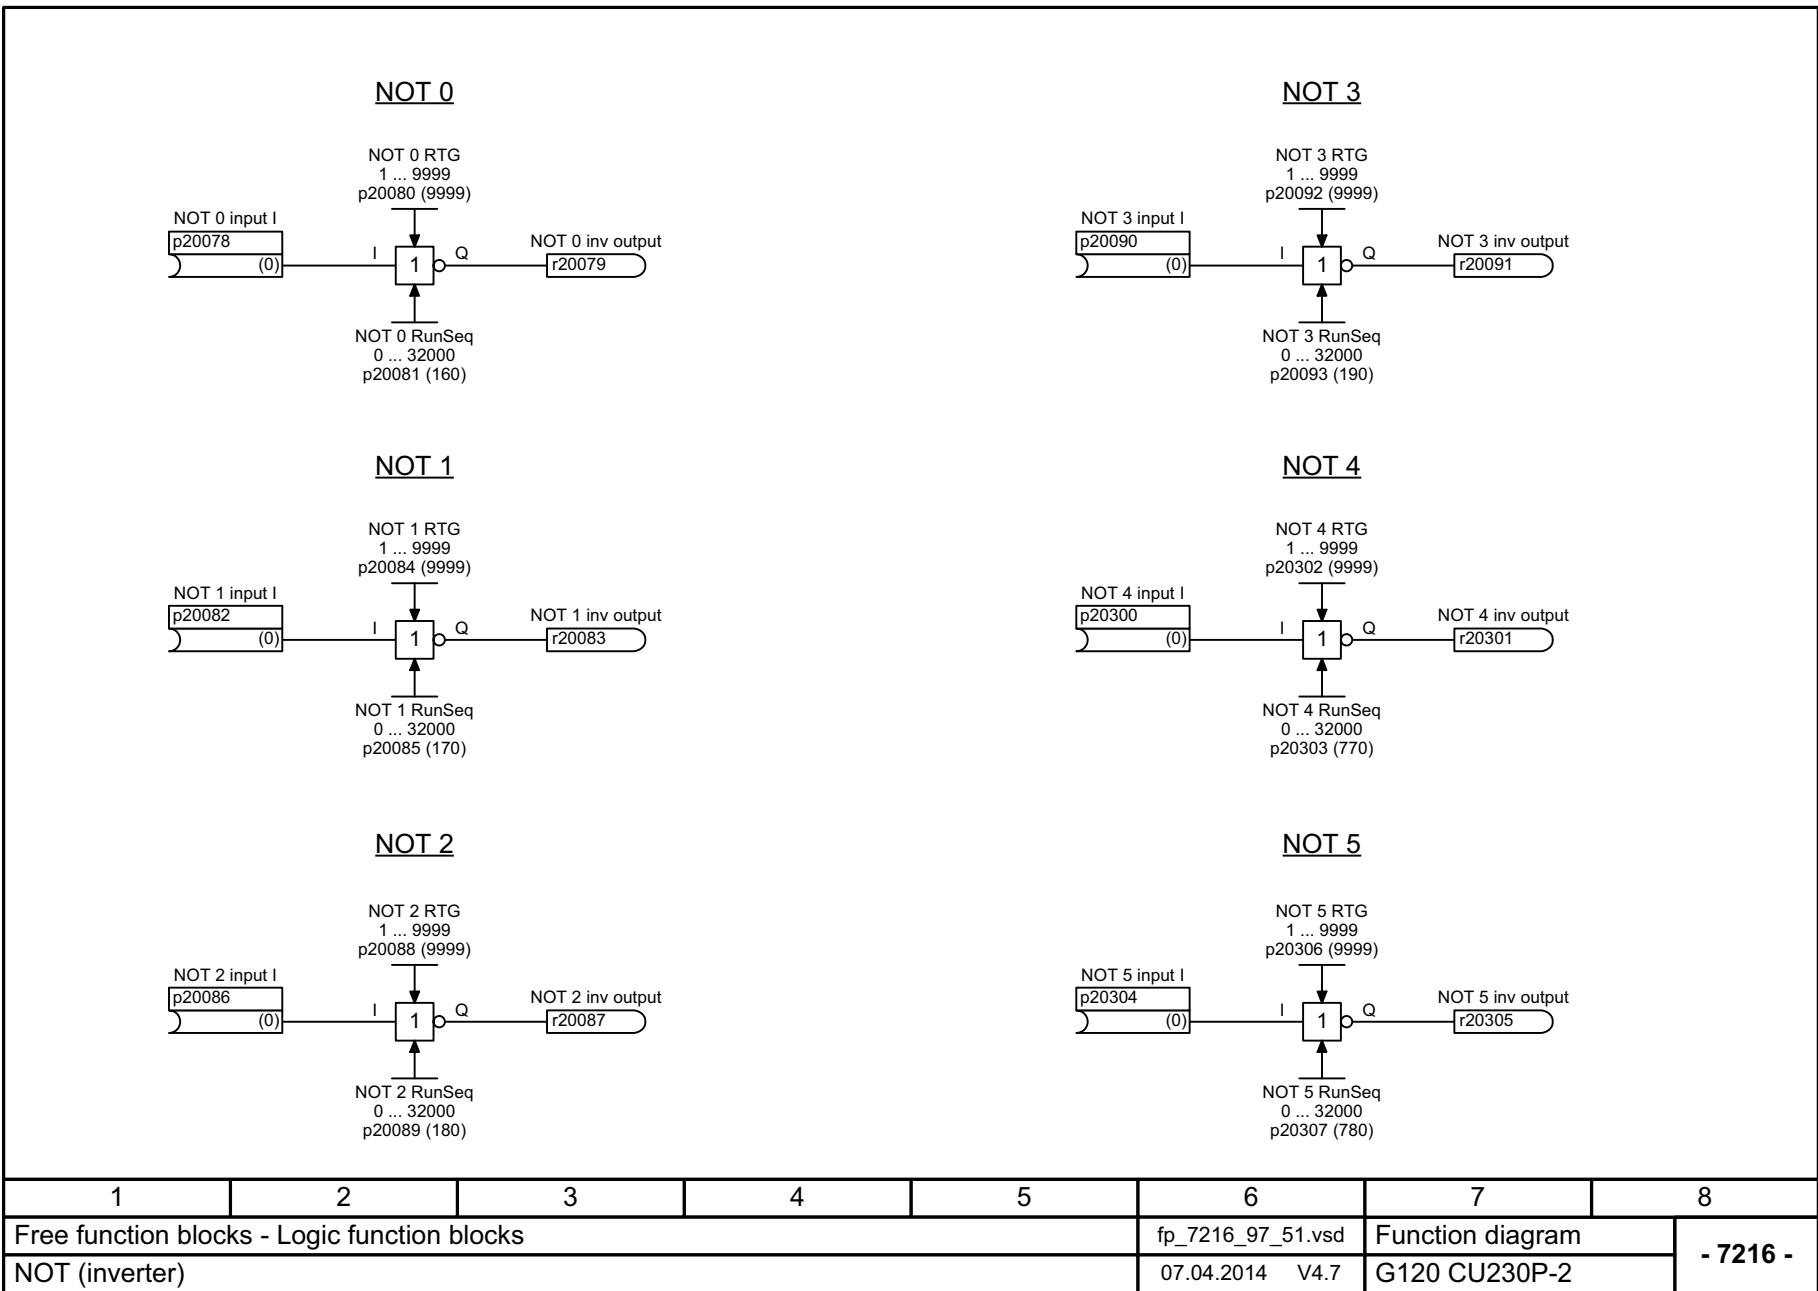 NOT 0
NOT 0 RTG
1 ... 9999
p20080 (9999)
NOT 0 input I
p20078
(0)
I
1
Q
NOT 0 inv output
r20079
NOT 0 RunSeq
0 ... 32000
p20081 (160)
NOT 3
NOT 3 RTG
1 ... 9999
p20092 (9999)
NOT 3 input I
p20090
(0)
I
1
Q
NOT 3 inv output
r20091
NOT 3 RunSeq
0 ... 32000
p20093 (190)
NOT 1
NOT 1 RTG
1 ... 9999
p20084 (9999)
NOT 1 input I
p20082
(0)
I
1
Q
NOT 1 inv output
r20083
NOT 1 RunSeq
0 ... 32000
p20085 (170)
NOT 4
NOT 4 RTG
1 ... 9999
p20302 (9999)
NOT 4 input I
p20300
(0)
I
1
Q
NOT 4 inv output
r20301
NOT 4 RunSeq
0 ... 32000
p20303 (770)
NOT 2
NOT 2 RTG
1 ... 9999
p20088 (9999)
NOT 2 input I
p20086
(0)
I
1
Q
NOT 2 inv output
r20087
NOT 2 RunSeq
0 ... 32000
p20089 (180)
NOT 5
NOT 5 RTG
1 ... 9999
p20306 (9999)
NOT 5 input I
p20304
(0)
I
1
Q
NOT 5 inv output
r20305
NOT 5 RunSeq
0 ... 32000
p20307 (780)
1 2 3 4 5 6 7 8
Free function blocks - Logic function blocks
fp_7216_97_51.vsd
Function diagram
- 7216 -
NOT (inverter)
07.04.2014 V4.7
G120 CU230P-2